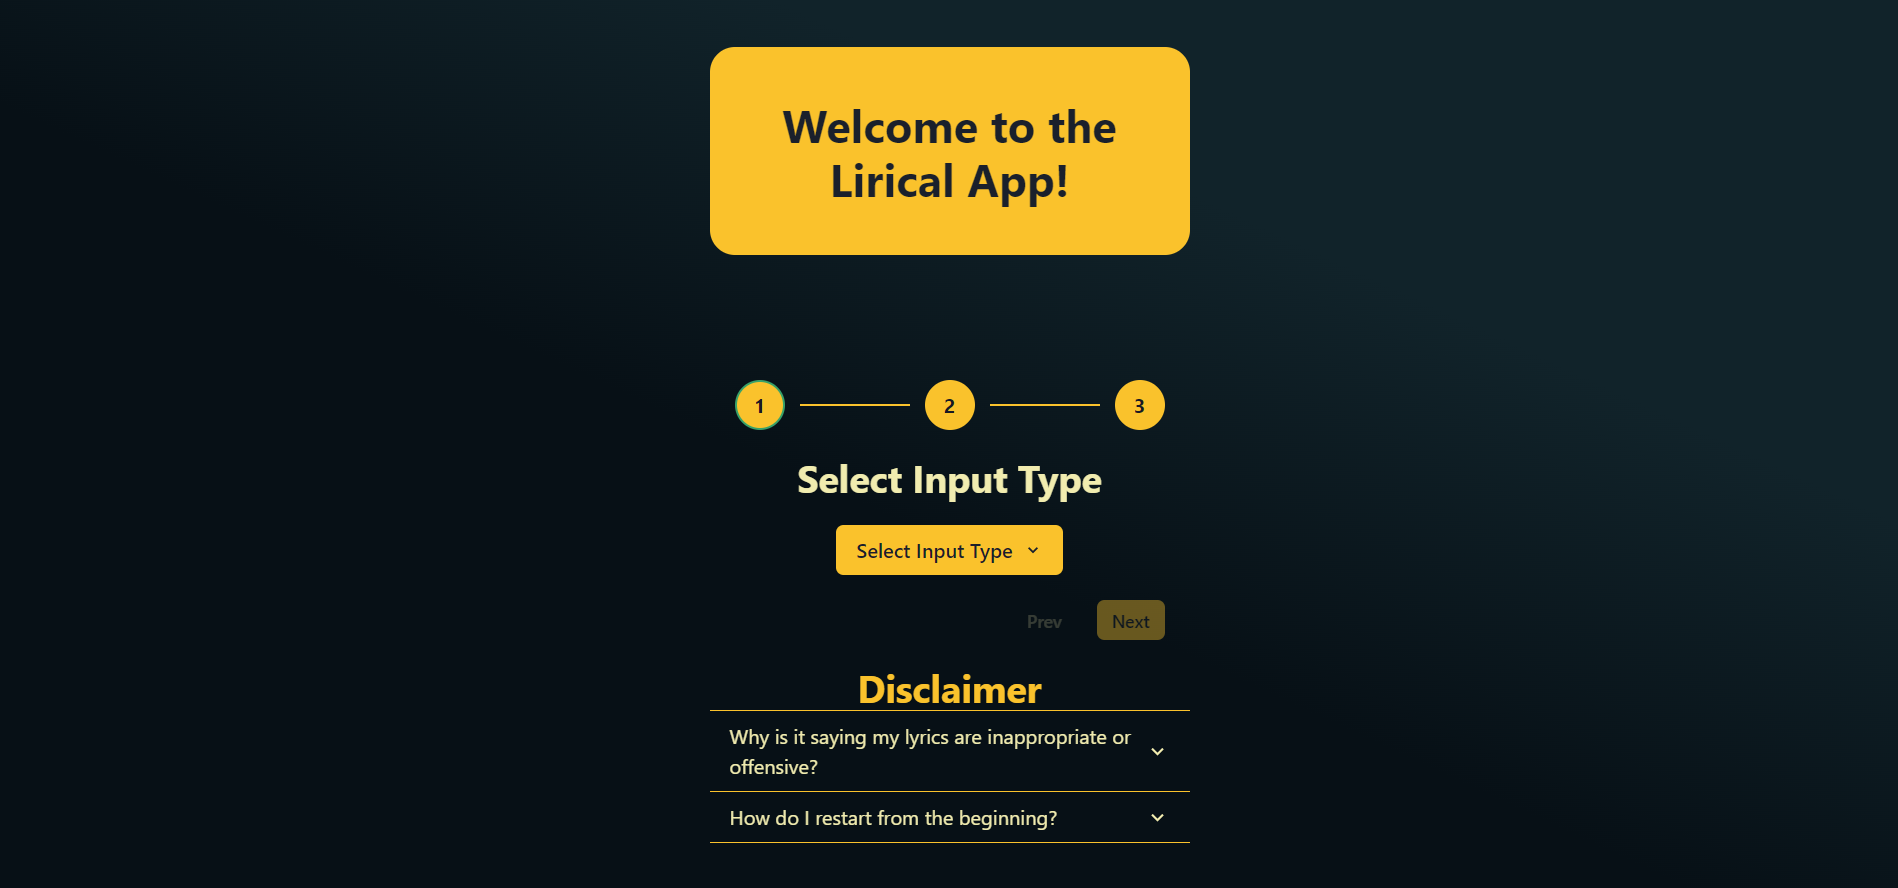 Welcome to the
Lirical App!
1
2
3
Select Input Type
Select Input Type
Prev
Next
Disclaimer
Why is it saying my lyrics are inappropriate or
offensive?
How do I restart from the beginning?